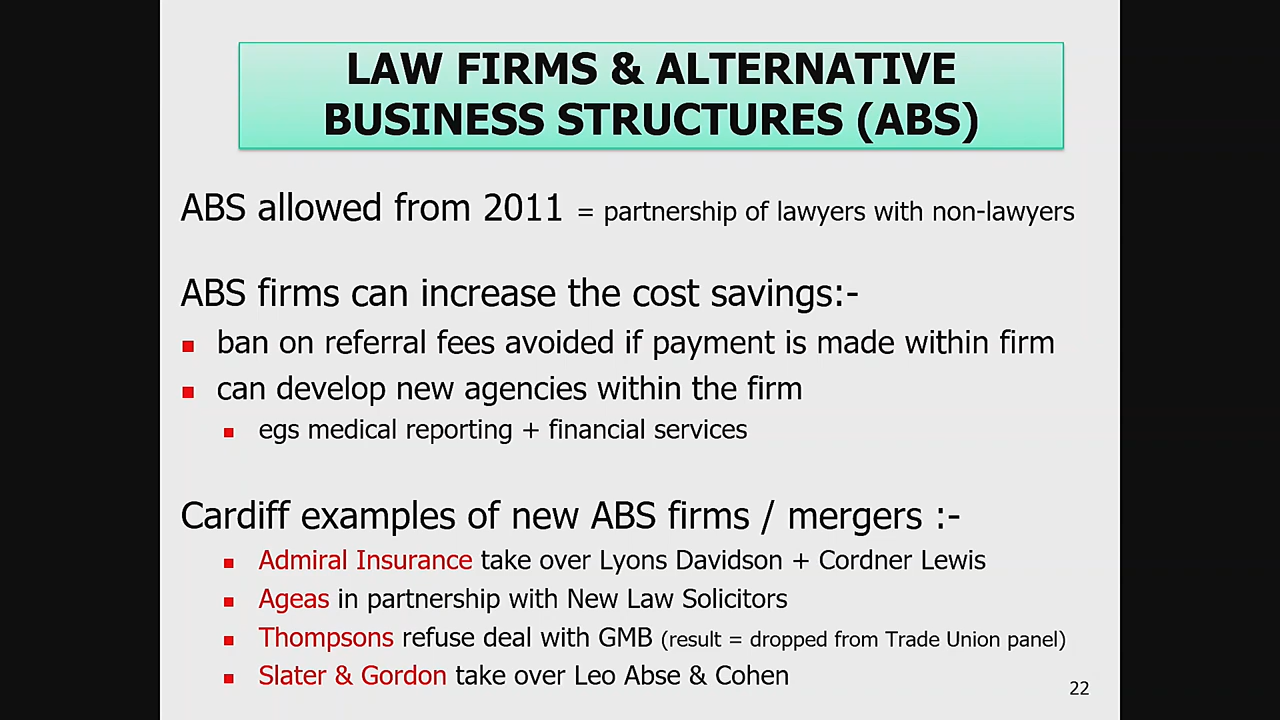 LAW FIRMS & ALTERNATIVE
BUSINESS STRUCTURES (ABS)
ABS allowed from 2011 = partnership of lawyers with non-lawyers
ABS firms can increase the cost savings:-
ban on referral fees avoided if payment is made within firm
can develop new agencies within the firm
egs medical reporting + financial services
Cardiff examples of new ABS firms / mergers :-
Admiral Insurance take over Lyons Davidson + Cordner Lewis
Ageas in partnership with New Law Solicitors
Thompsons refuse deal with GMB (result = dropped from Trade Union panel)
Slater & Gordon take over Leo Abse & Cohen
22